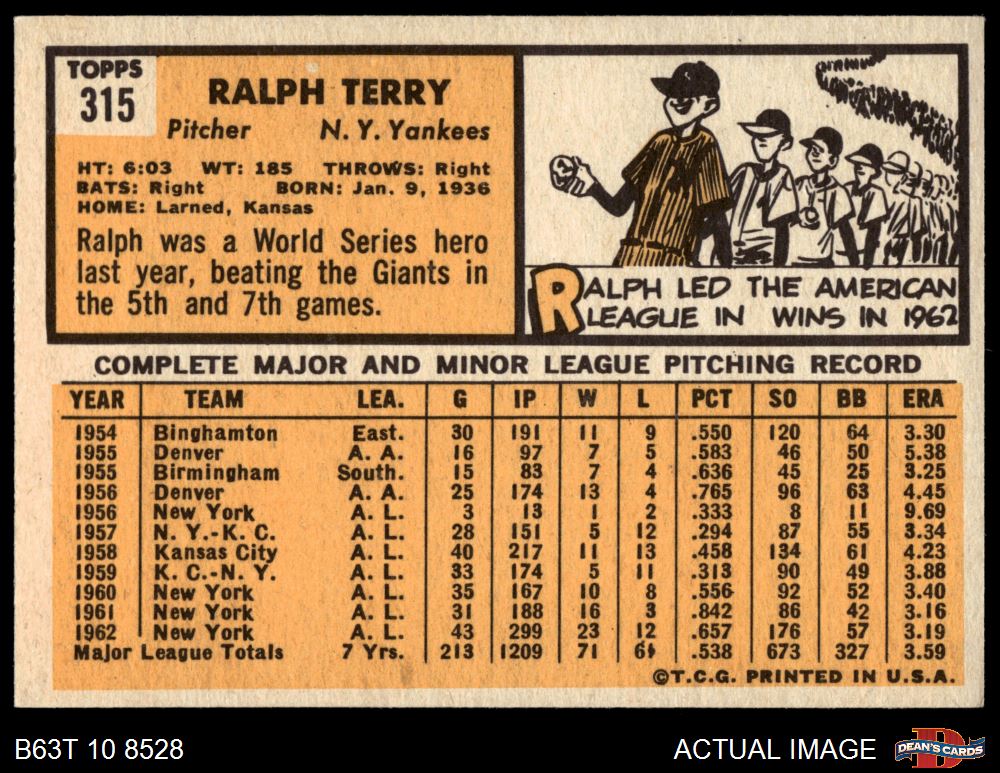 TOPPS
315
RALPH TERRY
Pitcher N. Y. Yankees
HT: 6:03 WT: 185 THROWS: Right
BATS: Right BORN: Jan. 9, 1936
HOME: Larned, Kansas
Ralph was a World Series hero
last year, beating the Giants in
the 5th and 7th games.
RALPH LED THE AMERICAN
LEAGUE IN WINS IN 1962
COMPLETE MAJOR AND MINOR LEAGUE PITCHING RECORD
YEAR TEAM LEA. G IP W L PCT SO BB ERA
1954 Binghamton East. 30 191 11 9 .550 120 64 3.30
1955 Denver A. A. 16 97 7 5 .583 46 50 5.38
1955 Birmingham South. 15 83 7 4 .636 45 25 3.25
1956 Denver A. A. 25 174 13 4 .765 96 63 4.45
1956 New York A. L. 3 13 1 2 .333 8 11 9.69
1957 N. Y.-K. C. A. L. 28 151 5 12 .294 87 55 3.34
1958 Kansas City A. L. 40 217 11 13 .458 134 61 4.23
1959 K. C.-N. Y. A. L. 33 174 5 11 .313 90 49 3.88
1960 New York A. L. 35 167 10 8 .556 92 52 3.40
1961 New York A. L. 31 188 16 3 .842 86 42 3.16
1962 New York A. L. 43 299 23 12 .657 176 57 3.19
Major League Totals 7 Yrs. 213 1209 71 61 .538 673 327 3.59
©T.C.G. PRINTED IN U.S.A.
B63T 10 8528 ACTUAL IMAGE DEAN'S CARDS